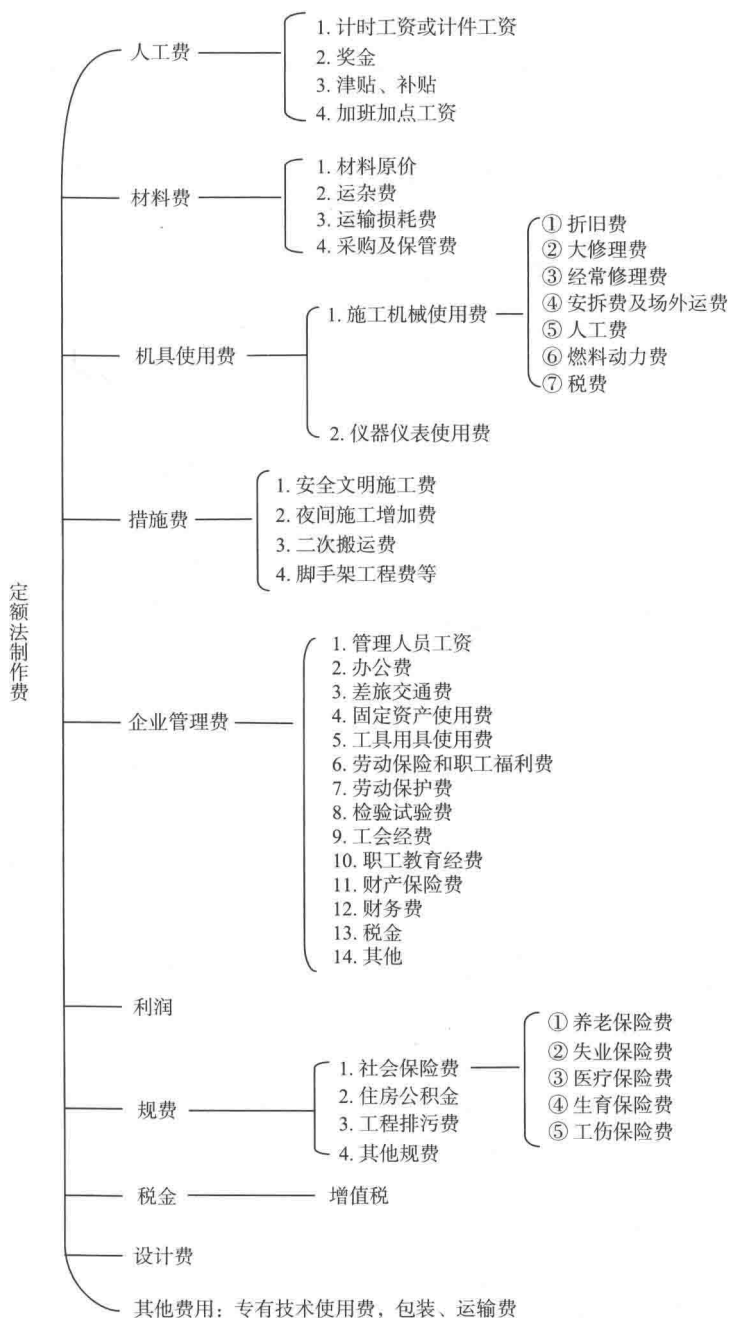 定额法制作费
人工费
1. 计时工资或计件工资
2. 奖金
3. 津贴、补贴
4. 加班加点工资
材料费
1. 材料原价
2. 运杂费
3. 运输损耗费
4. 采购及保管费
机具使用费
1. 施工机械使用费
① 折旧费
② 大修理费
③ 经常修理费
④ 安拆费及场外运费
⑤ 人工费
⑥ 燃料动力费
⑦ 税费
2. 仪器仪表使用费
措施费
1. 安全文明施工费
2. 夜间施工增加费
3. 二次搬运费
4. 脚手架工程费等
企业管理费
1. 管理人员工资
2. 办公费
3. 差旅交通费
4. 固定资产使用费
5. 工具用具使用费
6. 劳动保险和职工福利费
7. 劳动保护费
8. 检验试验费
9. 工会经费
10. 职工教育经费
11. 财产保险费
12. 财务费
13. 税金
14. 其他
利润
规费
1. 社会保险费
① 养老保险费
② 失业保险费
③ 医疗保险费
④ 生育保险费
⑤ 工伤保险费
2. 住房公积金
3. 工程排污费
4. 其他规费
税金
增值税
设计费
其他费用：专有技术使用费，包装、运输费